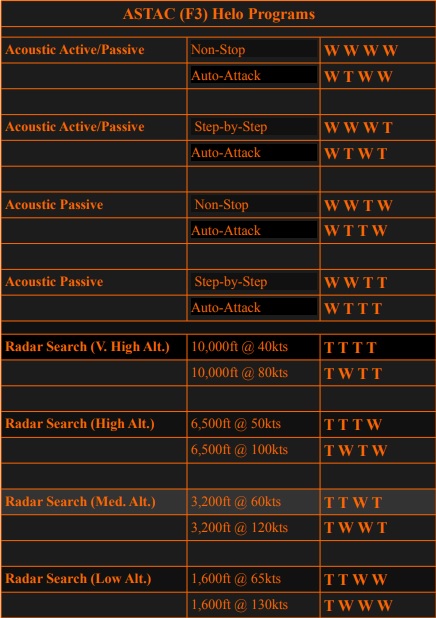 ASTAC (F3) Helo Programs
Acoustic Active/Passive Non-Stop W W W W
Auto-Attack W T W W
Acoustic Active/Passive Step-by-Step W W W T
Auto-Attack W T W T
Acoustic Passive Non-Stop W W T W
Auto-Attack W T T W
Acoustic Passive Step-by-Step W W T T
Auto-Attack W T T T
Radar Search (V. High Alt.) 10,000ft @ 40kts T T T T
10,000ft @ 80kts T W T T
Radar Search (High Alt.) 6,500ft @ 50kts T T T W
6,500ft @ 100kts T W T W
Radar Search (Med. Alt.) 3,200ft @ 60kts T T W T
3,200ft @ 120kts T W W T
Radar Search (Low Alt.) 1,600ft @ 65kts T T W W
1,600ft @ 130kts T W W W